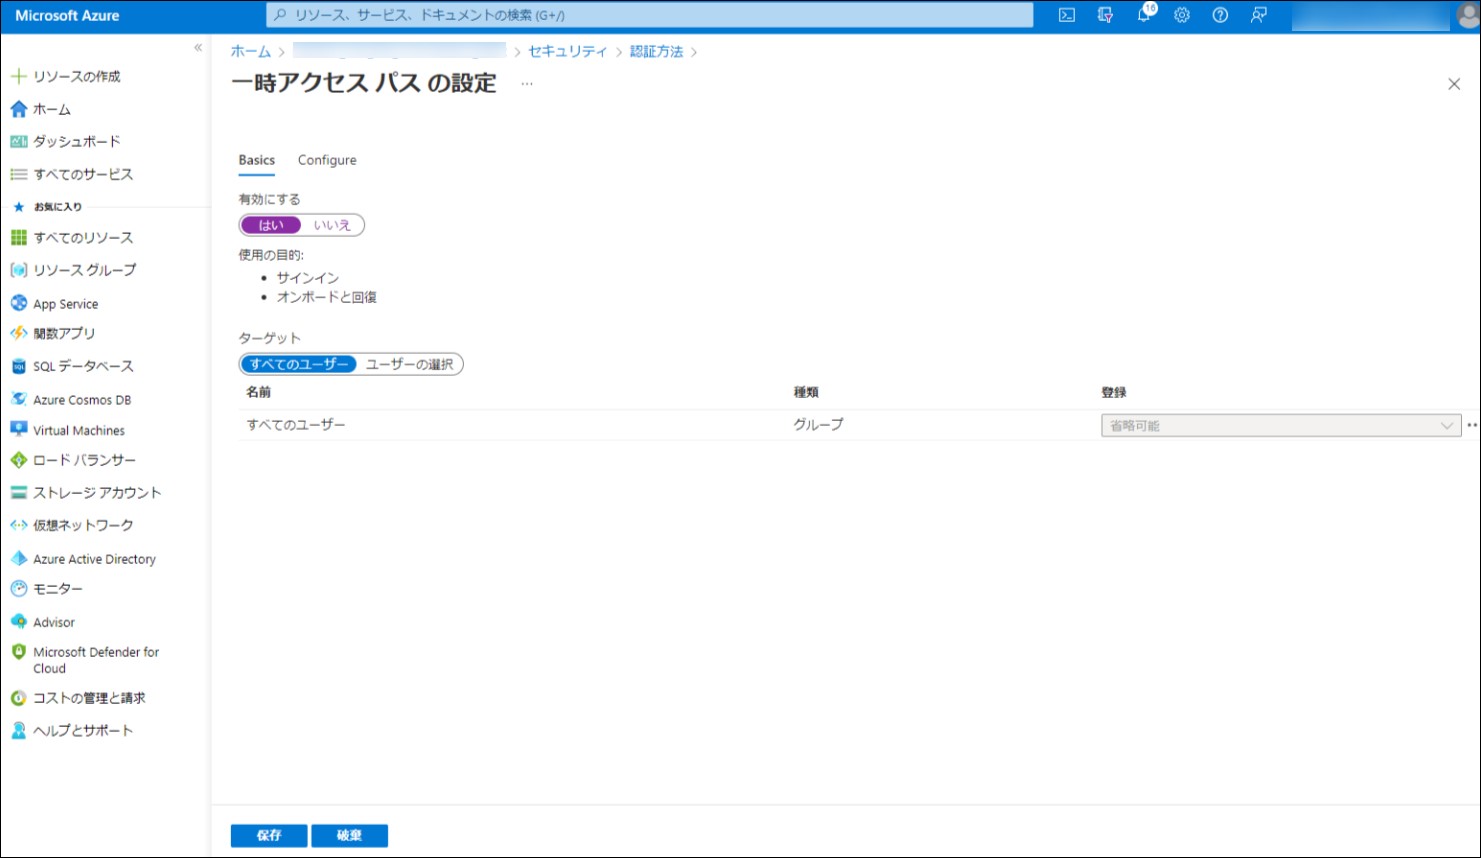 Microsoft Azure
リソース、サービス、ドキュメントの検索 (G+/)
16
«
リソースの作成
ホーム
ダッシュボード
すべてのサービス
お気に入り
すべてのリソース
リソース グループ
App Service
関数アプリ
SQL データベース
Azure Cosmos DB
Virtual Machines
ロード バランサー
ストレージ アカウント
仮想ネットワーク
Azure Active Directory
モニター
Advisor
Microsoft Defender for
Cloud
コストの管理と請求
ヘルプとサポート
ホーム > > セキュリティ > 認証方法 >
一時アクセス パス の設定 …
Basics Configure
有効にする
はい いいえ
使用の目的:
• サインイン
• オンボードと回復
ターゲット
すべてのユーザー ユーザーの選択
名前 種類 登録
すべてのユーザー グループ 省略可能
保存 破棄